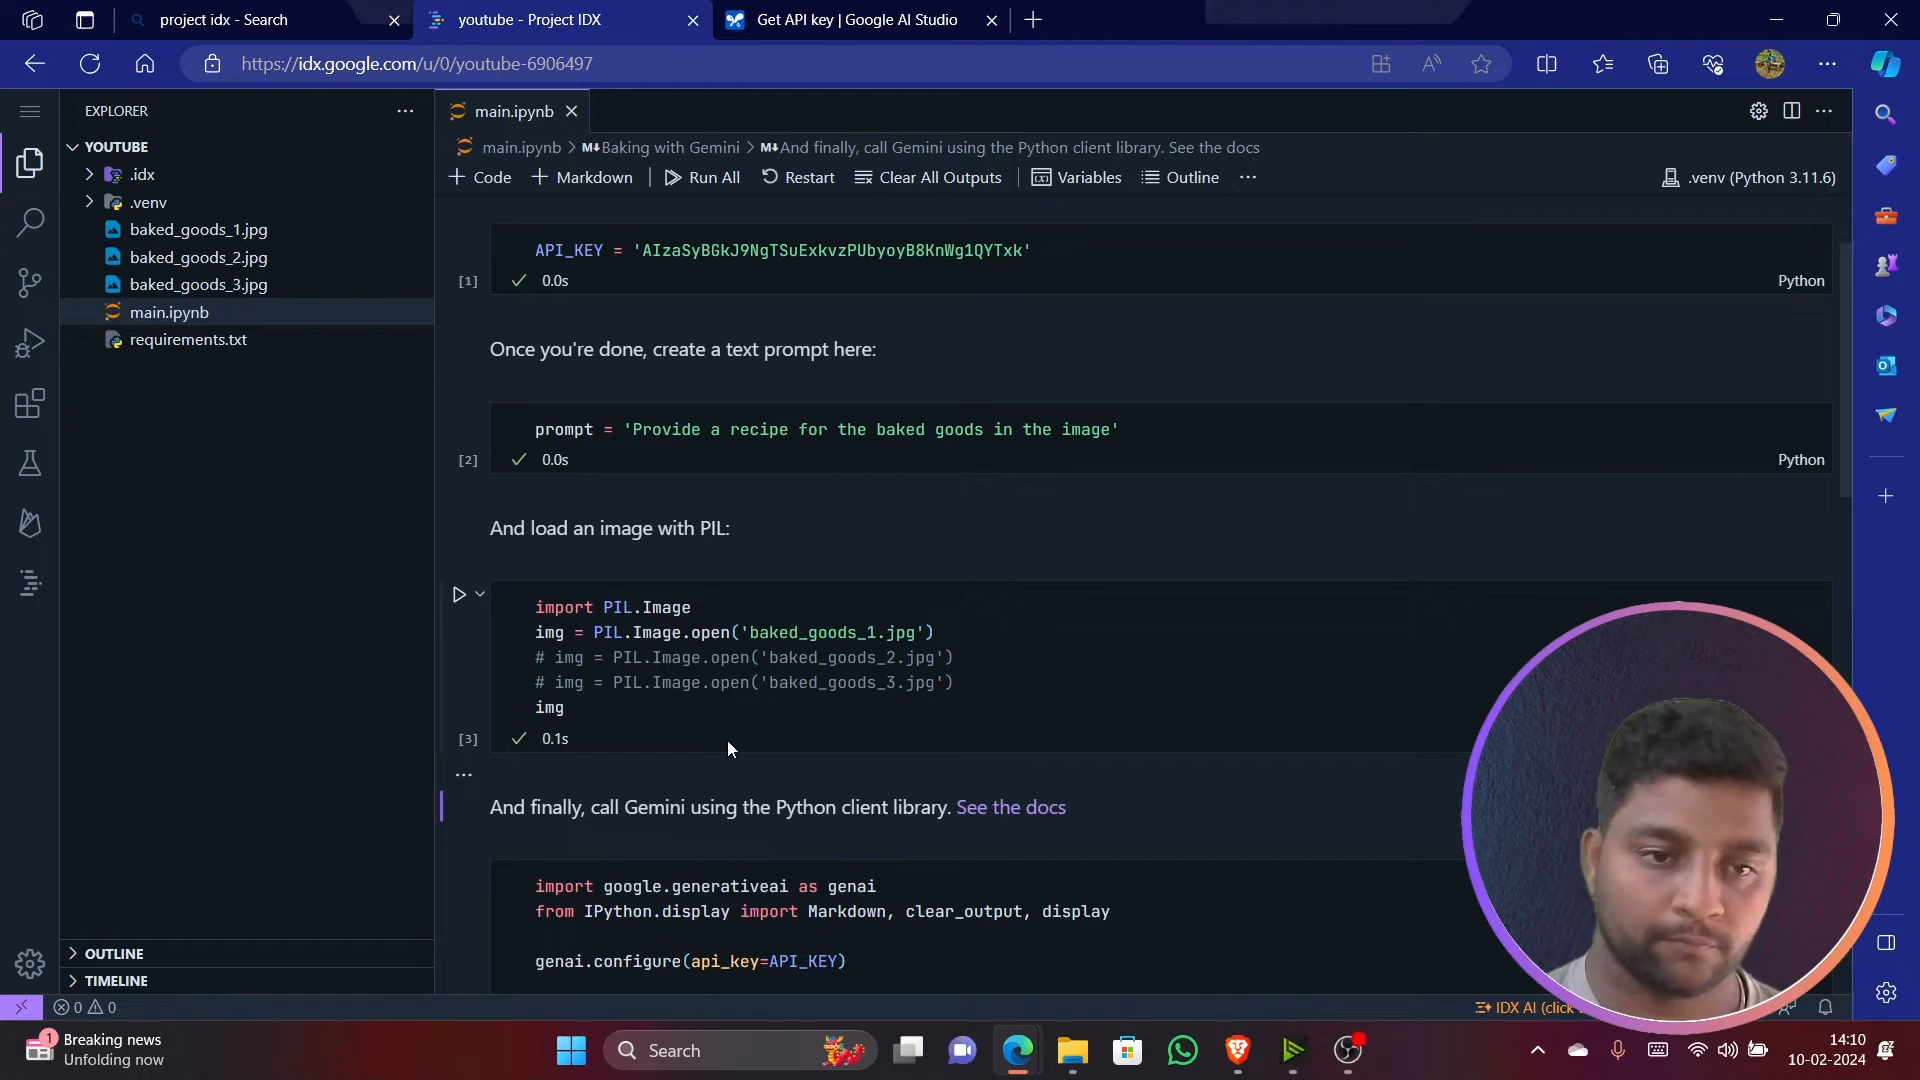 project idx - Search
youtube - Project IDX
Get API key | Google AI Studio
https://idx.google.com/u/0/youtube-6906497
EXPLORER
YOUTUBE
.idx
.venv
baked_goods_1.jpg
baked_goods_2.jpg
baked_goods_3.jpg
main.ipynb
requirements.txt
OUTLINE
TIMELINE
main.ipynb
main.ipynb > M↓Baking with Gemini > M↓And finally, call Gemini using the Python client library. See the docs
+ Code + Markdown Run All Restart Clear All Outputs Variables Outline ... .venv (Python 3.11.6)
API_KEY = 'AIzaSyBGkJ9NgTSuExkvzPUbyoyB8KnWg1QYTxk'
[1] 0.0s Python
Once you're done, create a text prompt here:
prompt = 'Provide a recipe for the baked goods in the image'
[2] 0.0s Python
And load an image with PIL:
import PIL.Image
img = PIL.Image.open('baked_goods_1.jpg')
# img = PIL.Image.open('baked_goods_2.jpg')
# img = PIL.Image.open('baked_goods_3.jpg')
img
[3] 0.1s
And finally, call Gemini using the Python client library. See the docs
import google.generativeai as genai
from IPython.display import Markdown, clear_output, display
genai.configure(api_key=API_KEY)
0 0
IDX AI (click
1
Breaking news
Unfolding now
Search
14:10
10-02-2024